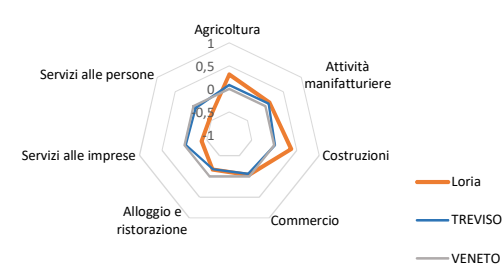 Agricoltura
1
0,5
0
-0,5
-1
Attività
manifatturiere
Costruzioni
Commercio
Alloggio e
ristorazione
Servizi alle imprese
Servizi alle persone
Loria
TREVISO
VENETO